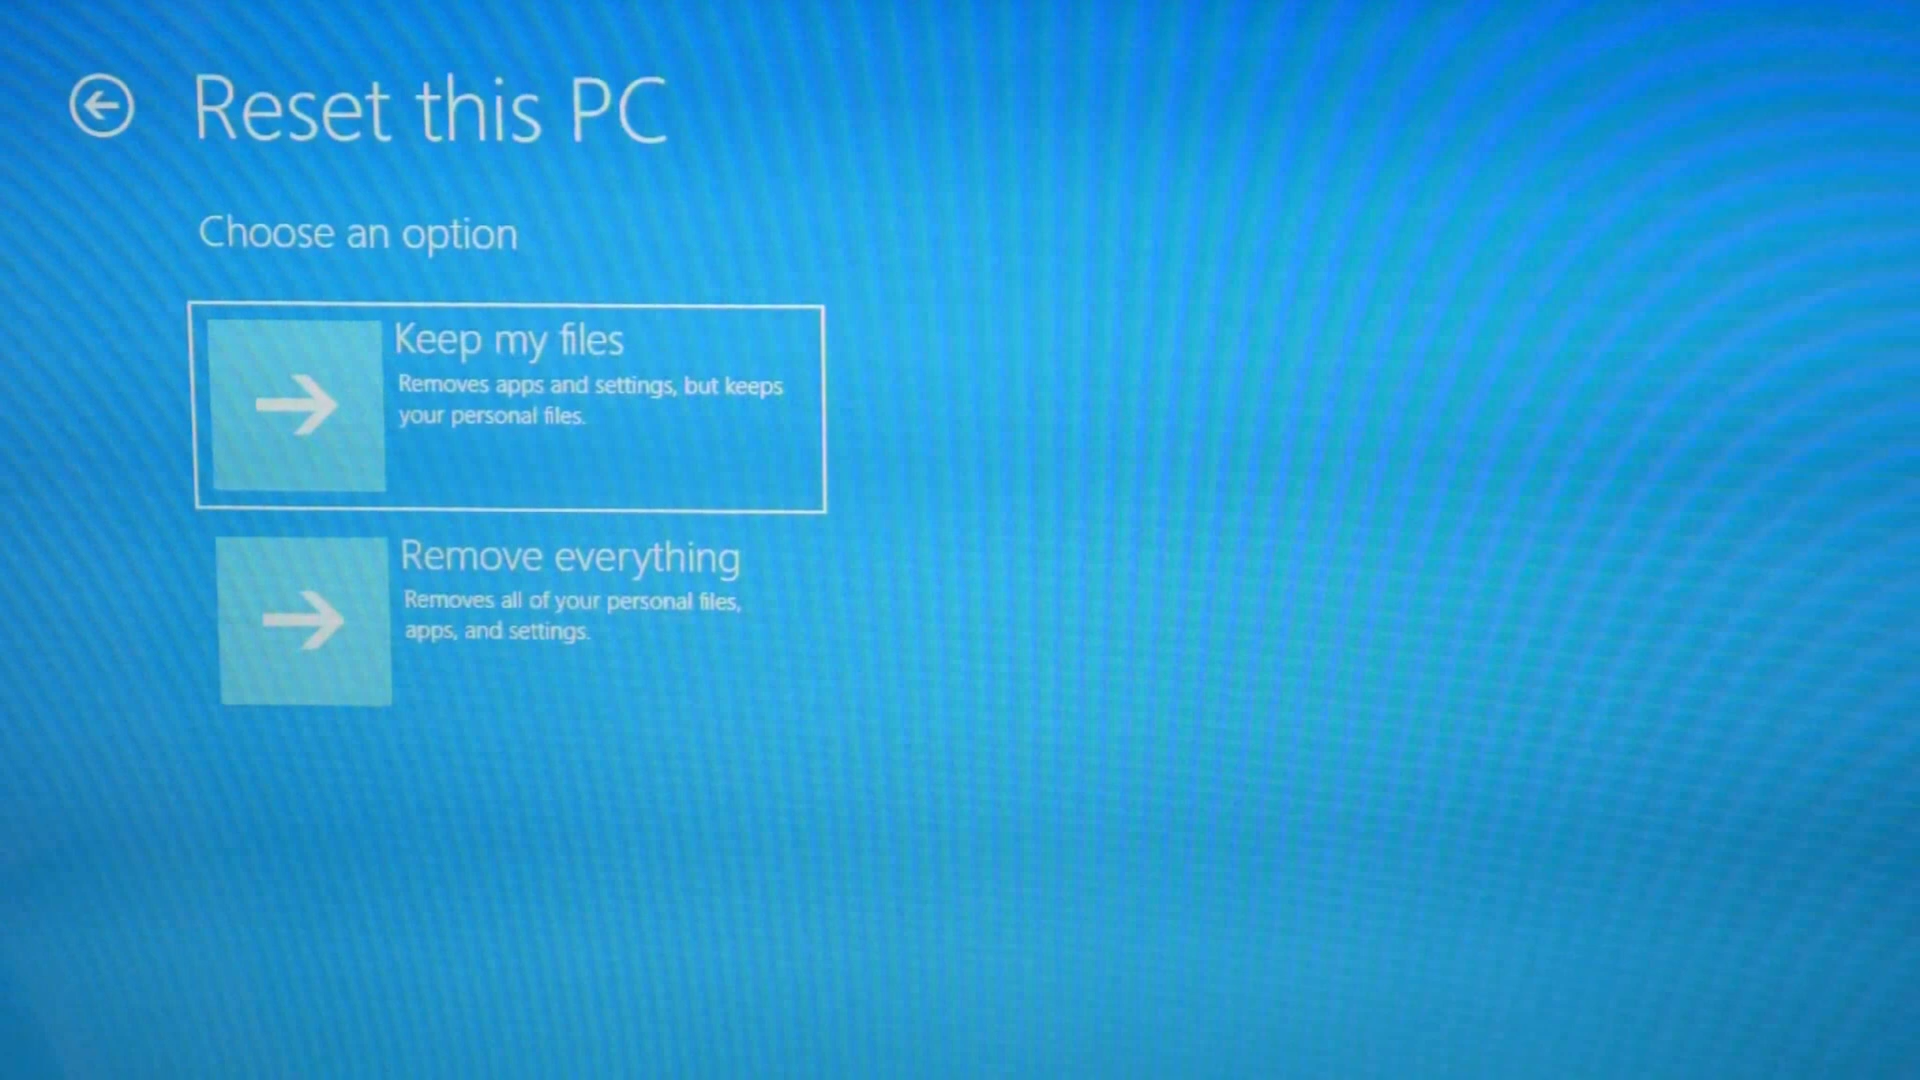 Reset this PC
Choose an option
Keep my files
Removes apps and settings, but keeps
your personal files.
Remove everything
Removes all of your personal files,
apps, and settings.